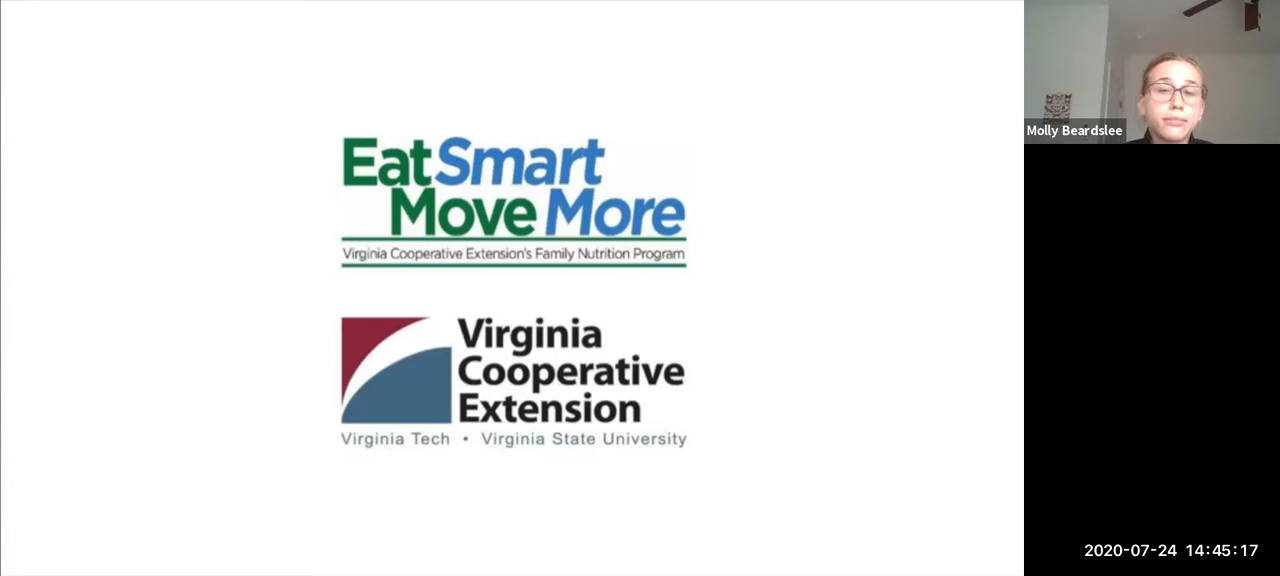 Eat Smart
Move More
Virginia Cooperative Extension's Family Nutrition Program
Virginia
Cooperative
Extension
Virginia Tech • Virginia State University
Molly Beardslee
2020-07-24 14:45:17